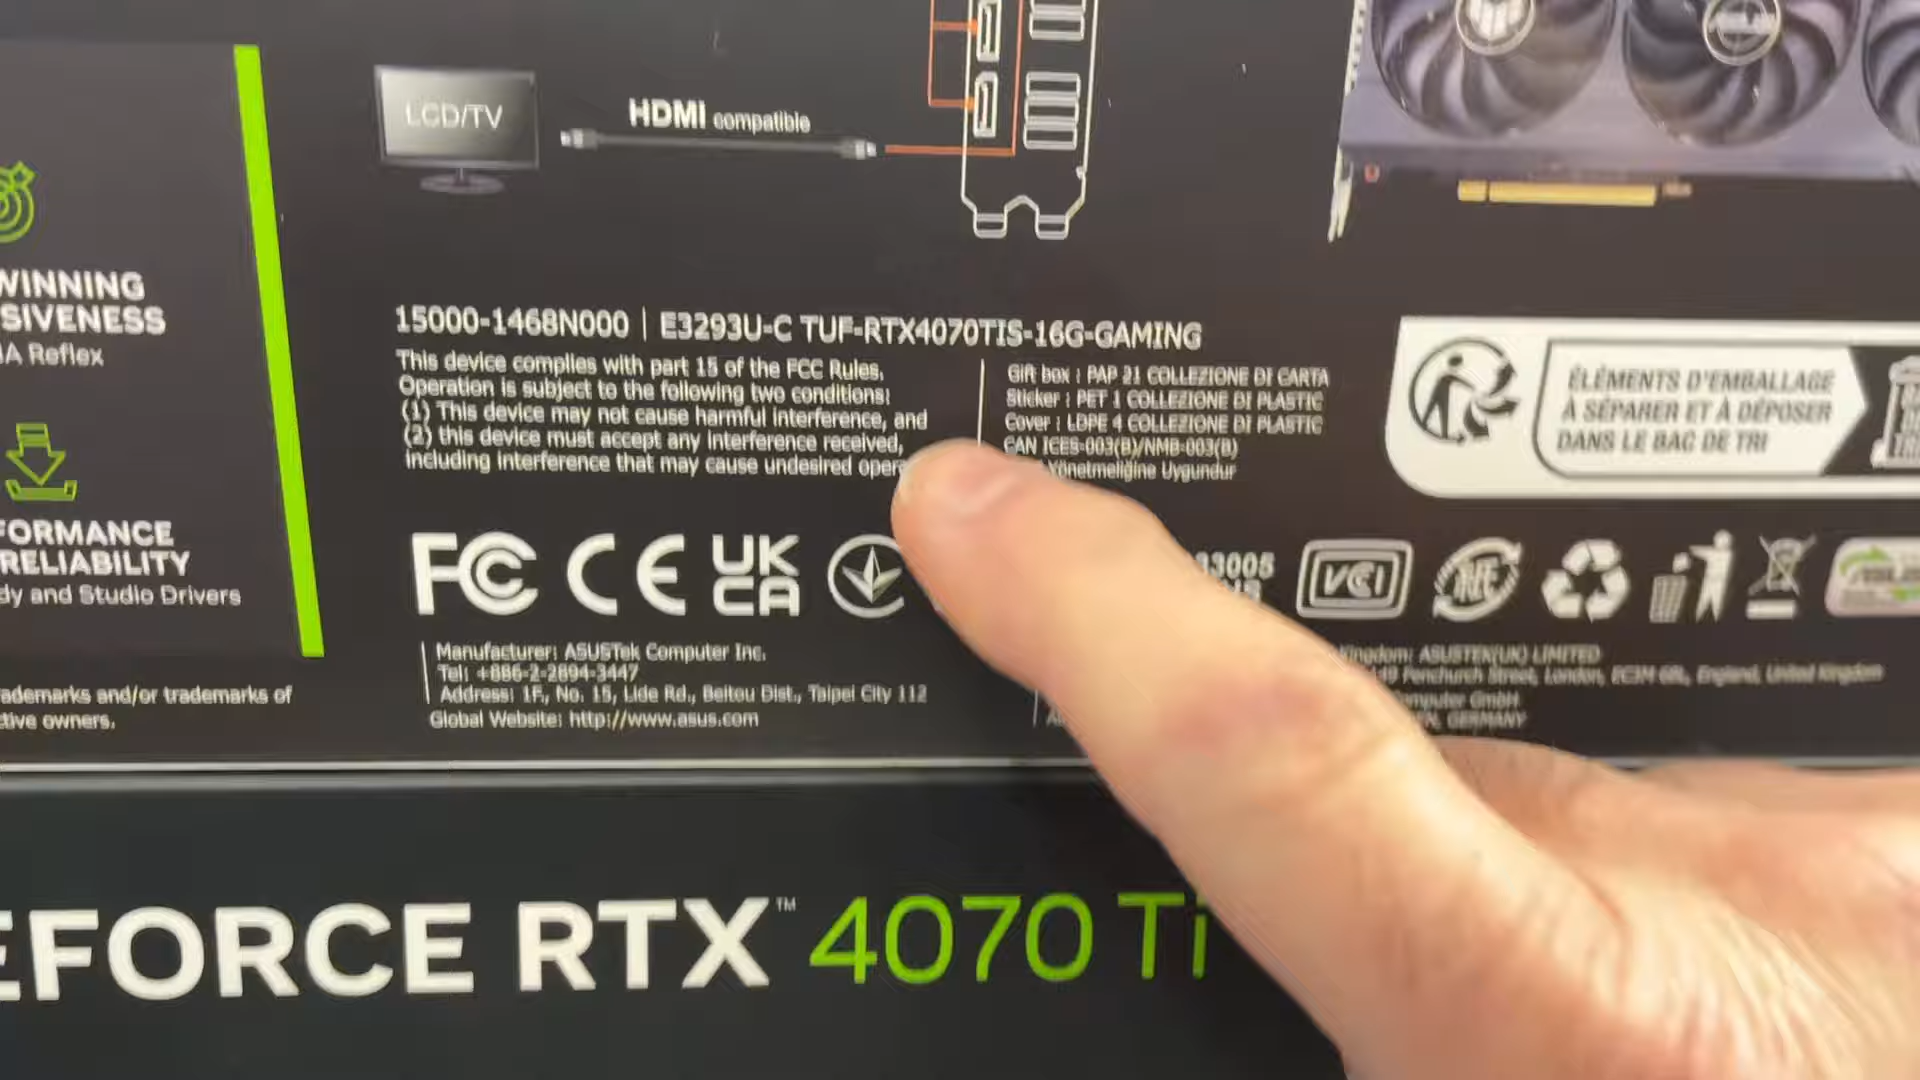 LCD/TV
HDMI compatible
WINNING
SIVENESS
IA Reflex
FORMANCE
RELIABILITY
dy and Studio Drivers
ademarks and/or trademarks of
ctive owners.
15000-1468N000 | E3293U-C TUF-RTX4070TIS-16G-GAMING
This device complies with part 15 of the FCC Rules.
Operation is subject to the following two conditions:
(1) This device may not cause harmful interference, and
(2) this device must accept any interference received,
including interference that may cause undesired opera
Gift box : PAP 21 COLLEZIONE DI CARTA
Sticker : PET 1 COLLEZIONE DI PLASTIC
Cover : LDPE 4 COLLEZIONE DI PLASTIC
CAN ICES-003(B)/NMB-003(B)
Yönetmeliğine Uygundur
ÉLÉMENTS D'EMBALLAGE
À SÉPARER ET À DÉPOSER
DANS LE BAC DE TRI
FC CE UK
CA
33005
VCI
Manufacturer: ASUSTek Computer Inc.
Tel: +886-2-2894-3447
Address: 1F., No. 15, Lide Rd., Beitou Dist., Taipei City 112
Global Website: http://www.asus.com
Kingdom: ASUSTEK(UK) LIMITED
Fenchurch Street, London, EC3M 6BL, England, United Kingdom
omputer GmbH
GERMANY
EFORCE RTX™ 4070 Ti